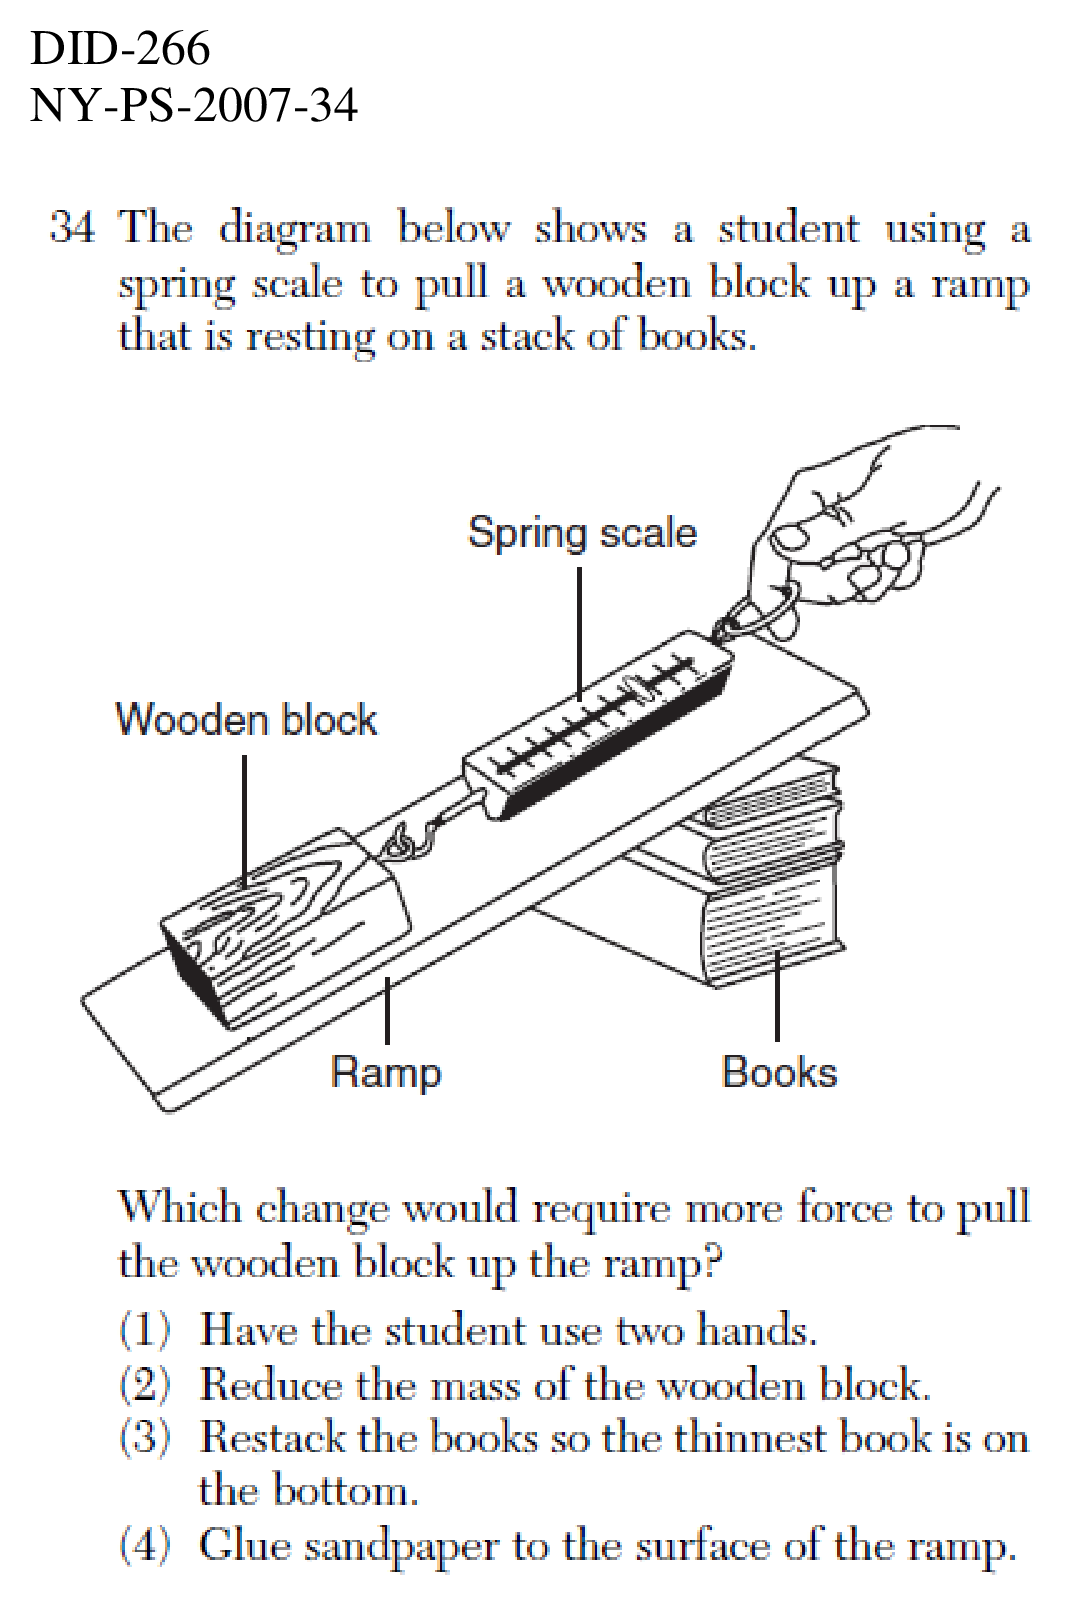 DID-266
NY-PS-2007-34
34 The diagram below shows a student using a
spring scale to pull a wooden block up a ramp
that is resting on a stack of books.
Spring scale
Wooden block
Ramp
Books
Which change would require more force to pull
the wooden block up the ramp?
(1) Have the student use two hands.
(2) Reduce the mass of the wooden block.
(3) Restack the books so the thinnest book is on
the bottom.
(4) Glue sandpaper to the surface of the ramp.